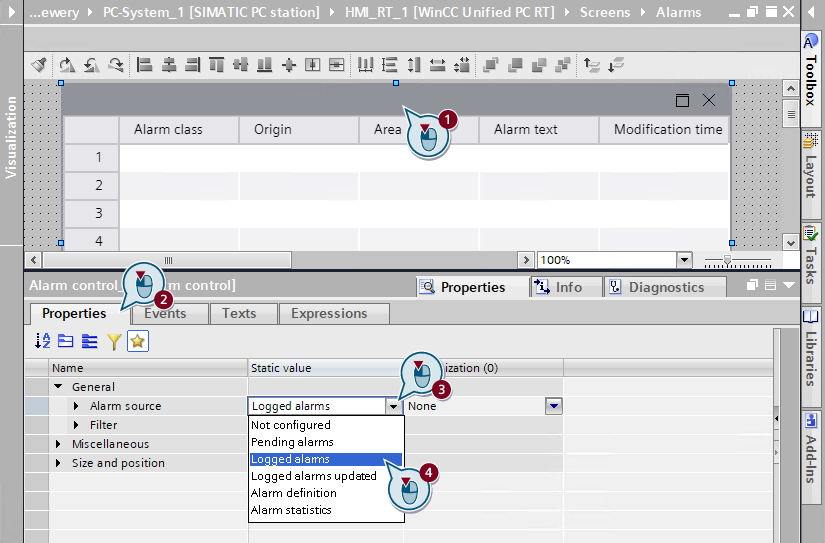 ...ewery
PC-System_1 [SIMATIC PC station]
HMI_RT_1 [WinCC Unified PC RT]
Screens
Alarms
Visualization
Alarm class
Origin
Area
Alarm text
Modification time
1
1
2
3
4
100%
Toolbox
Layout
Tasks
Libraries
Add-Ins
Alarm control
m control]
Properties
Info
Diagnostics
2
Properties
Events
Texts
Expressions
Name
Static value
ization (0)
3
General
Alarm source
Logged alarms
None
Filter
Not configured
Miscellaneous
Pending alarms
Size and position
Logged alarms
4
Logged alarms updated
Alarm definition
Alarm statistics